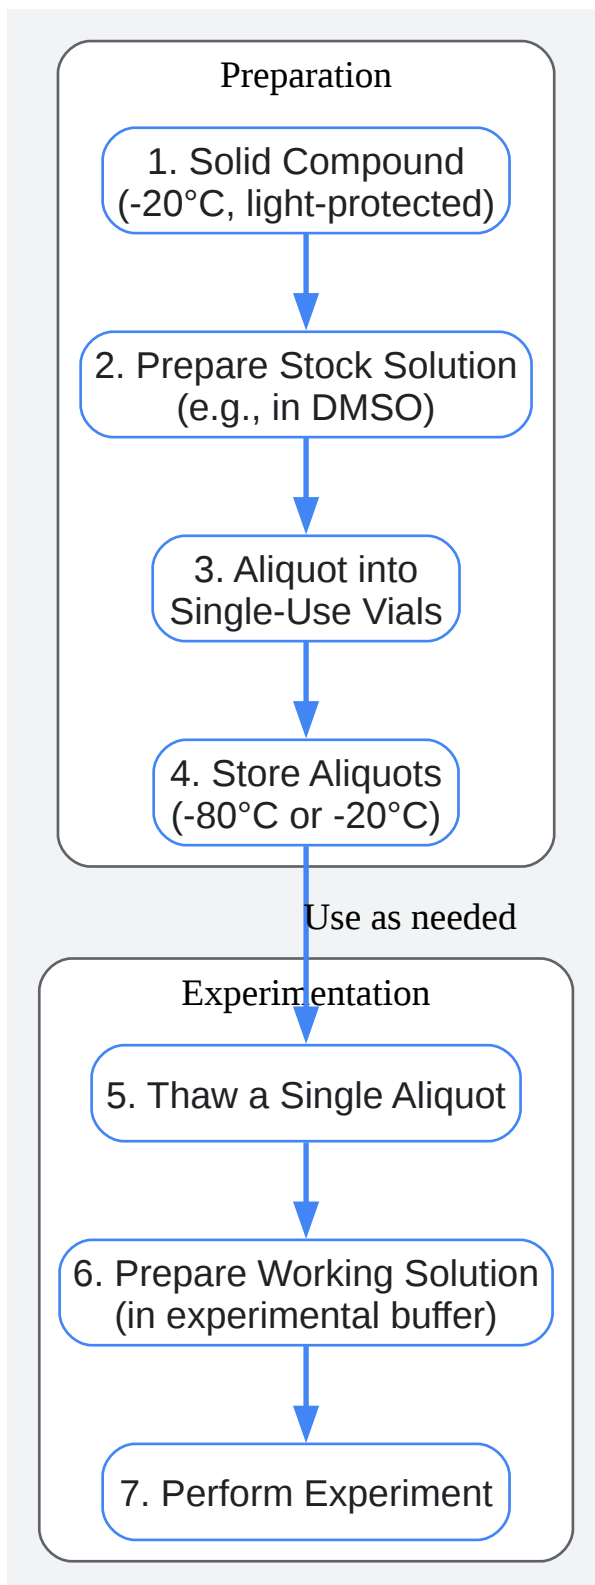 Preparation
1. Solid Compound
(-20°C, light-protected)
2. Prepare Stock Solution
(e.g., in DMSO)
3. Aliquot into
Single-Use Vials
4. Store Aliquots
(-80°C or -20°C)
Use as needed
Experimentation
5. Thaw a Single Aliquot
6. Prepare Working Solution
(in experimental buffer)
7. Perform Experiment